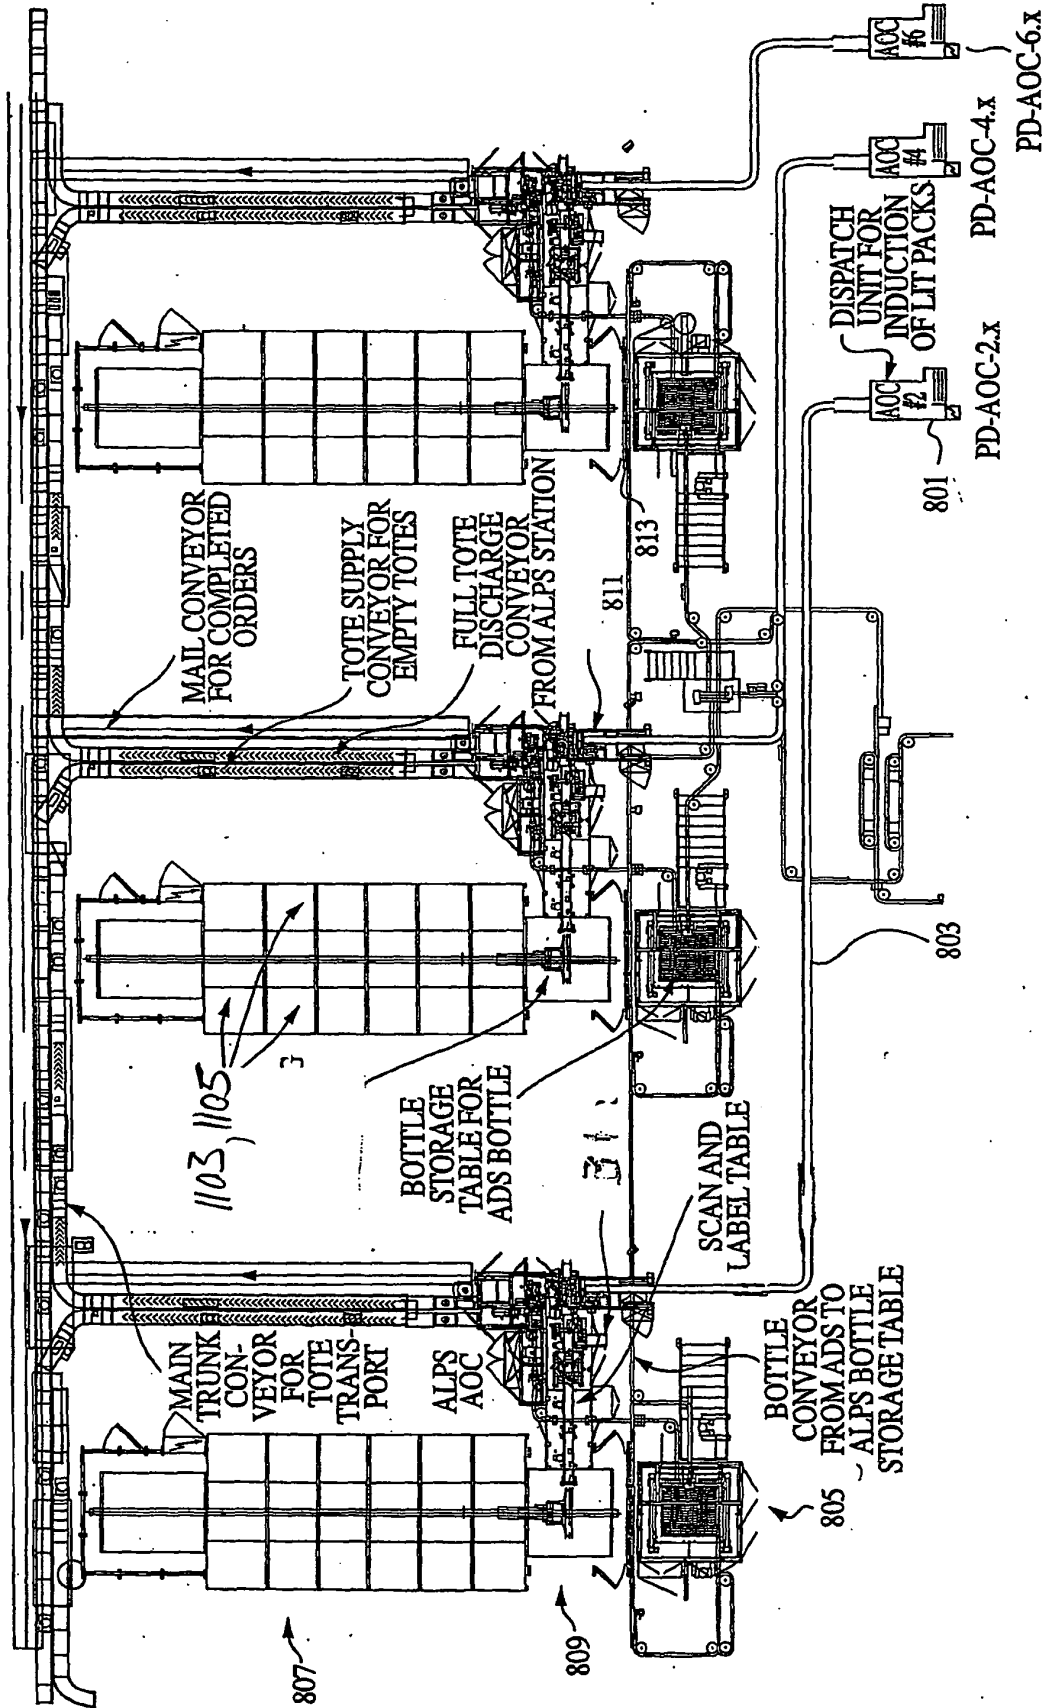 MAIL CONVEYOR
FOR COMPLETED
ORDERS
TOTE SUPPLY
CONVEYOR FOR
EMPTY TOTES
FULL TOTE
DISCHARGE
CONVEYOR
FROM ALPS STATION
1103, 1105
MAIN
TRUNK
CON-
VEYOR
FOR
TOTE
TRANS-
PORT
ALPS
AOC
BOTTLE
STORAGE
TABLE FOR
ADS BOTTLE
807
809
811
813
SCAN AND
LABEL TABLE
BOTTLE
CONVEYOR
FROM ADS TO
ALPS BOTTLE
STORAGE TABLE
805
803
801
AOC
#2
PD-AOC-2.x
DISPATCH
UNIT FOR
INDUCTION
OF LIT PACKS
AOC
#4
PD-AOC-4.x
AOC
#6
PD-AOC-6.x